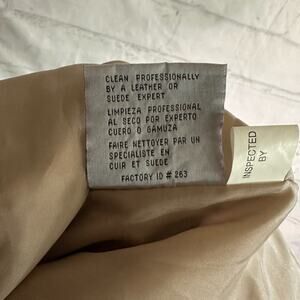 CLEAN PROFESSIONALLY
BY A LEATHER OR
SUEDE EXPERT
LIMPIEZA PROFESSIONAL
AL SECO POR EXPERTO
CUERO O GAMUZA
FAIRE NETTOYER PAR UN
SPECIALISTE EN
CUIR ET SUEDE
FACTORY ID # 263
INSPECTED
BY